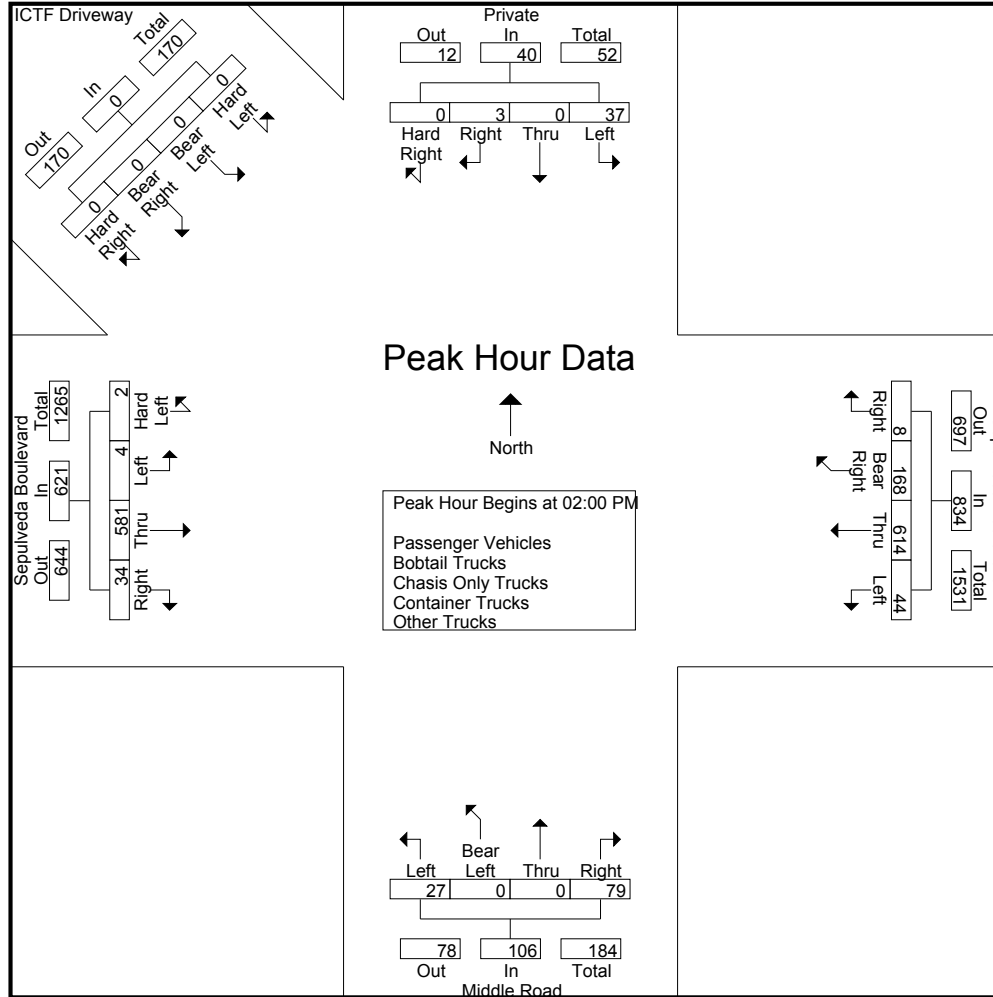 ICTF Driveway
Out
In
Total
170
0
170
0
0
0
0
Hard
Right
Bear
Right
Bear
Left
Hard
Left
Private
Out
In
Total
12
40
52
0
3
0
37
Hard
Right
Right
Thru
Left
Peak Hour Data
North
Peak Hour Begins at 02:00 PM
Passenger Vehicles
Bobtail Trucks
Chasis Only Trucks
Container Trucks
Other Trucks
Sepulveda Boulevard
Out
In
Total
644
621
1265
2
4
581
34
Hard
Left
Left
Thru
Right
Out
In
Total
697
834
1531
8
168
614
44
Right
Bear
Right
Thru
Left
Left
Bear
Left
Thru
Right
27
0
0
79
78
106
184
Out
In
Total
Middle Road